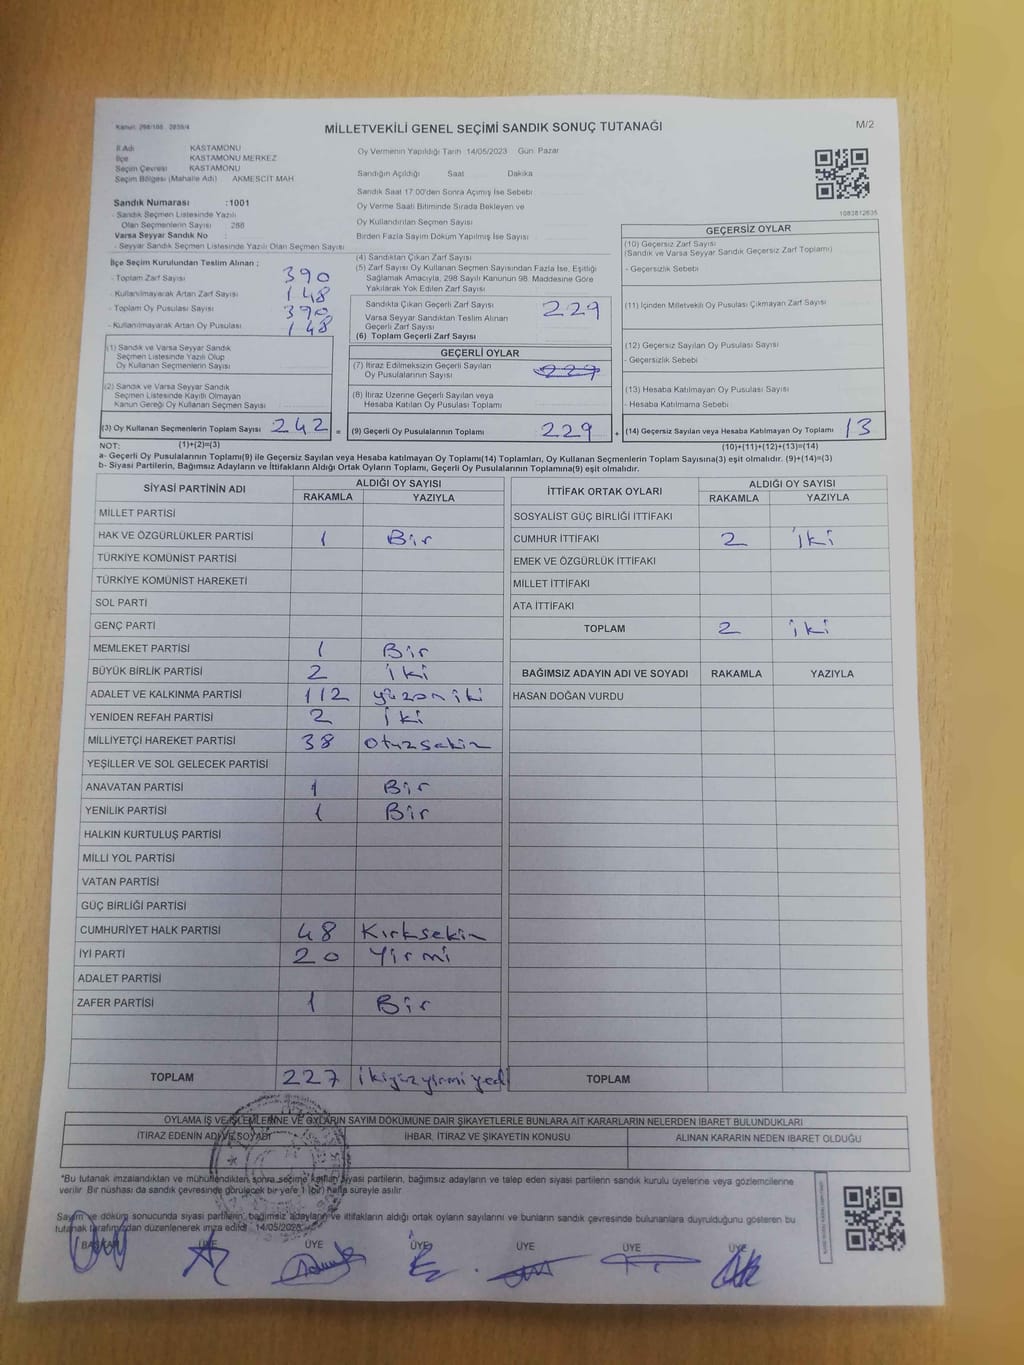 Kanun: 298/105 2839/4
MİLLETVEKİLİ GENEL SEÇİMİ SANDIK SONUÇ TUTANAĞI
M/2
İl Adı : KASTAMONU
İlçe : KASTAMONU MERKEZ
Seçim Çevresi : KASTAMONU
Seçim Bölgesi (Mahalle Adı) : AKMESCİT MAH
Sandık Numarası :1001
- Sandık Seçmen Listesinde Yazılı
Olan Seçmenlerin Sayısı : 288
Varsa Seyyar Sandık No :
- Seyyar Sandık Seçmen Listesinde Yazılı Olan Seçmen Sayısı
Oy Vermenin Yapıldığı Tarih 14/05/2023 Gün: Pazar
Sandığın Açıldığı Saat Dakika
Sandık Saat 17.00'den Sonra Açılmış İse Sebebi
Oy Verme Saati Bitiminde Sırada Bekleyen ve
Oy Kullandırılan Seçmen Sayısı
Birden Fazla Sayım Döküm Yapılmış İse Sayısı
1083812835
İlçe Seçim Kurulundan Teslim Alınan ;
- Toplam Zarf Sayısı 390
- Kullanılmayarak Artan Zarf Sayısı 148
- Toplam Oy Pusulası Sayısı 390
- Kullanılmayarak Artan Oy Pusulası 148
(1) Sandık ve Varsa Seyyar Sandık
Seçmen Listesinde Yazılı Olup
Oy Kullanan Seçmenlerin Sayısı
(2) Sandık ve Varsa Seyyar Sandık
Seçmen Listesinde Kayıtlı Olmayan
Kanun Gereği Oy Kullanan Seçmen Sayısı
(3) Oy Kullanan Seçmenlerin Toplam Sayısı 242 =
(4) Sandıktan Çıkan Zarf Sayısı
(5) Zarf Sayısı Oy Kullanan Seçmen Sayısından Fazla İse, Eşitliği
Sağlamak Amacıyla, 298 Sayılı Kanunun 98. Maddesine Göre
Yakılarak Yok Edilen Zarf Sayısı
Sandıkta Çıkan Geçerli Zarf Sayısı 229
Varsa Seyyar Sandıktan Teslim Alınan
Geçerli Zarf Sayısı
(6) Toplam Geçerli Zarf Sayısı
GEÇERLİ OYLAR
(7) İtiraz Edilmeksizin Geçerli Sayılan
Oy Pusulalarının Sayısı 229
(8) İtiraz Üzerine Geçerli Sayılan veya
Hesaba Katılan Oy Pusulası Toplamı
(9) Geçerli Oy Pusulalarının Toplamı 229 +
GEÇERSİZ OYLAR
(10) Geçersiz Zarf Sayısı
(Sandık ve Varsa Seyyar Sandık Geçersiz Zarf Toplamı)
- Geçersizlik Sebebi
(11) İçinden Milletvekili Oy Pusulası Çıkmayan Zarf Sayısı
(12) Geçersiz Sayılan Oy Pusulası Sayısı
- Geçersizlik Sebebi
(13) Hesaba Katılmayan Oy Pusulası Sayısı
- Hesaba Katılmama Sebebi
(14) Geçersiz Sayılan veya Hesaba Katılmayan Oy Toplamı 13
NOT: (1)+(2)=(3) (10)+(11)+(12)+(13)=(14)
a- Geçerli Oy Pusulaları Toplamı(9) ile Geçersiz Sayılan veya Hesaba katılmayan Oy Toplamı(14) Toplamları, Oy Kullanan Seçmenlerin Toplam Sayısına(3) eşit olmalıdır. (9)+(14)=(3)
b- Siyasi Partilerin, Bağımsız Adayların ve İttifakların Aldığı Ortak Oyların Toplamı, Geçerli Oy Pusulalarının Toplamına(9) eşit olmalıdır.
SİYASİ PARTİNİN ADI ALDIĞI OY SAYISI
RAKAMLA YAZIYLA
MİLLET PARTİSİ
HAK VE ÖZGÜRLÜKLER PARTİSİ 1 Bir
TÜRKİYE KOMÜNİST PARTİSİ
TÜRKİYE KOMÜNİST HAREKETİ
SOL PARTİ
GENÇ PARTİ
MEMLEKET PARTİSİ 1 Bir
BÜYÜK BİRLİK PARTİSİ 2 iki
ADALET VE KALKINMA PARTİSİ 112 yüzoniki
YENİDEN REFAH PARTİSİ 2 iki
MİLLİYETÇİ HAREKET PARTİSİ 38 otuzsekiz
YEŞİLLER VE SOL GELECEK PARTİSİ
ANAVATAN PARTİSİ 1 Bir
YENİLİK PARTİSİ 1 Bir
HALKIN KURTULUŞ PARTİSİ
MİLLİ YOL PARTİSİ
VATAN PARTİSİ
GÜÇ BİRLİĞİ PARTİSİ
CUMHURİYET HALK PARTİSİ 48 Kırksekiz
İYİ PARTİ 20 Yirmi
ADALET PARTİSİ
ZAFER PARTİSİ 1 Bir
TOPLAM 227 ikiyüzyirmiyedi
İTTİFAK ORTAK OYLARI ALDIĞI OY SAYISI
RAKAMLA YAZIYLA
SOSYALİST GÜÇ BİRLİĞİ İTTİFAKI
CUMHUR İTTİFAKI 2 iki
EMEK VE ÖZGÜRLÜK İTTİFAKI
MİLLET İTTİFAKI
ATA İTTİFAKI
TOPLAM 2 iki
BAĞIMSIZ ADAYIN ADI VE SOYADI RAKAMLA YAZIYLA
HASAN DOĞAN VURDU
TOPLAM
OYLAMA İŞ VE İŞLEMLERİNE VE OYLARIN SAYIM DÖKÜMÜNE DAİR ŞİKAYETLERLE BUNLARA AİT KARARLARIN NELERDEN İBARET BULUNDUKLARI
İTİRAZ EDENİN ADI VE SOYADI İHBAR, İTİRAZ VE ŞİKAYETİN KONUSU ALINAN KARARIN NEDEN İBARET OLDUĞU
*Bu tutanak imzalandıktan ve mühürlendikten sonra seçime katılan siyasi partilerin, bağımsız adayların ve talep eden siyasi partilerin sandık kurulu üyelerine veya gözlemcilerine
verilir. Bir nüshası da sandık çevresinde görülecek bir yere 1 (bir) hafta süreyle asılır.
Sayım ve döküm sonucunda siyasi partilerin, bağımsız adayların ve ittifakların aldığı ortak oyların sayılarını ve bunların sandık çevresinde bulunanlara duyrulduğunu gösteren bu
tutanak tarafımızdan düzenlenerek imza edildi. 14/05/2023
BAŞKAN ÜYE ÜYE ÜYE ÜYE ÜYE ÜYE